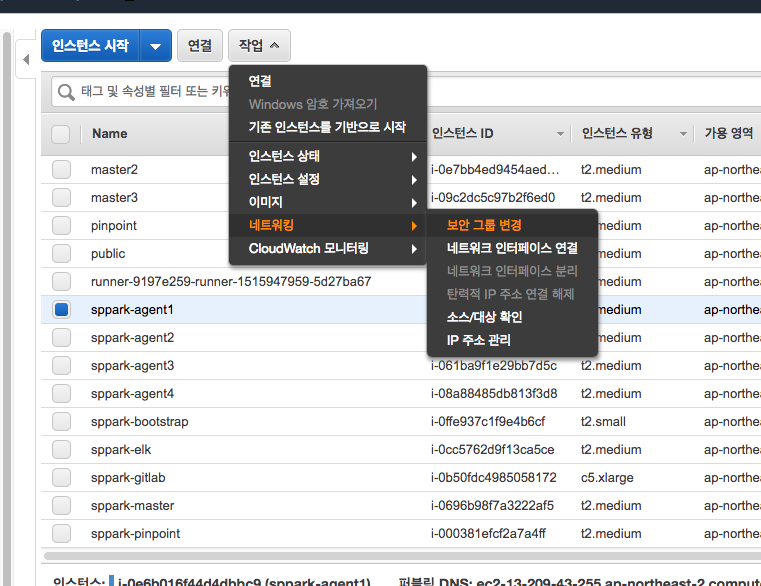 인스턴스 시작 연결 작업
태그 및 속성별 필터 또는 키워
연결
Windows 암호 가져오기
기존 인스턴스를 기반으로 시작
인스턴스 상태
인스턴스 설정
이미지
네트워킹
CloudWatch 모니터링
보안 그룹 변경
네트워크 인터페이스 연결
네트워크 인터페이스 분리
탄력적 IP 주소 연결 해제
소스/대상 확인
IP 주소 관리
Name 인스턴스 ID 인스턴스 유형 가용 영역
master2 i-0e7bb4ed9454aed... t2.medium ap-northea
master3 i-09c2dc5c97b2f6ed0 t2.medium ap-northea
pinpoint ap-northea
public ap-northea
runner-9197e259-runner-1515947959-5d27ba67 ap-northea
sppark-agent1 medium ap-northea
sppark-agent2 ap-northea
sppark-agent3 i-061ba9f1e29bb7d5c t2.medium ap-northea
sppark-agent4 i-08a88485db813f3d8 t2.medium ap-northea
sppark-bootstrap i-0ffe937c1f9e4b6cf t2.small ap-northea
sppark-elk i-0cc5762d9f13ca5ce t2.medium ap-northea
sppark-gitlab i-0b50fdc4985058172 c5.xlarge ap-northea
sppark-master i-0696b98f7a3222af5 t2.medium ap-northea
sppark-pinpoint i-000381efcf2a7a4ff t2.medium ap-northea
인스턴스: i-0e6b016f44d4dbbc9 (sppark-agent1) 퍼블릭 DNS: ec2-13-209-43-255.ap-northeast-2.compute